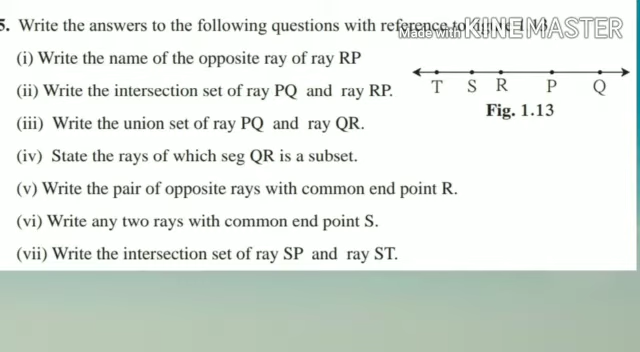 5. Write the answers to the following questions with reference to
Made with KINEMASTER
(i) Write the name of the opposite ray of ray RP
(ii) Write the intersection set of ray PQ and ray RP.
T S R P Q
(iii) Write the union set of ray PQ and ray QR.
Fig. 1.13
(iv) State the rays of which seg QR is a subset.
(v) Write the pair of opposite rays with common end point R.
(vi) Write any two rays with common end point S.
(vii) Write the intersection set of ray SP and ray ST.